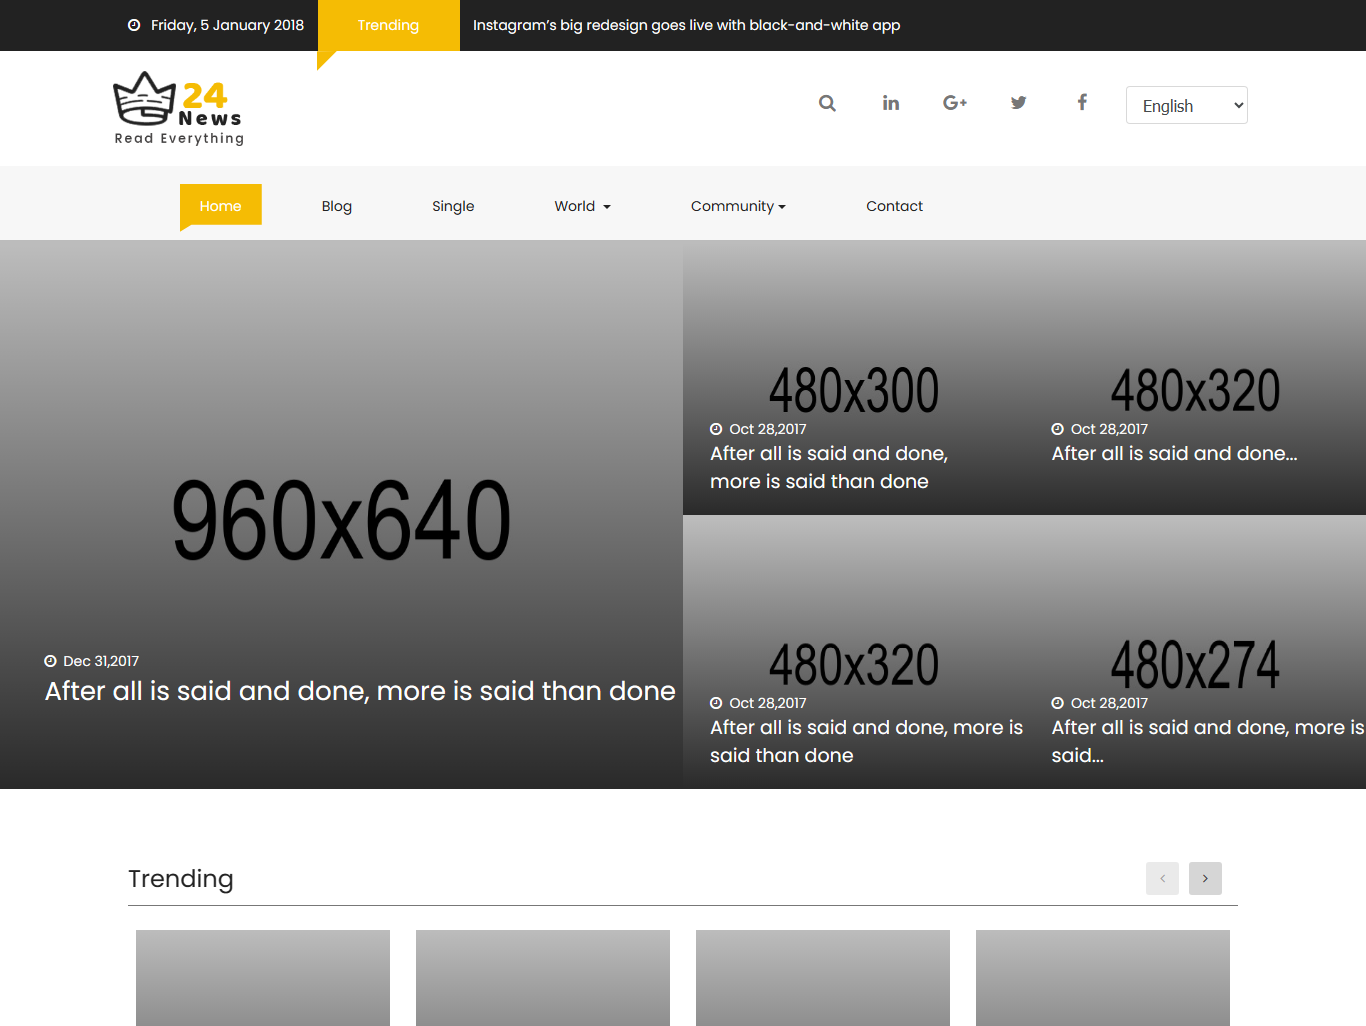 Friday, 5 January 2018
Trending
Instagram's big redesign goes live with black-and-white app
24
News
Read Everything
English
Home
Blog
Single
World
Community
Contact
960x640
Dec 31,2017
After all is said and done, more is said than done
480x300
Oct 28,2017
After all is said and done,
more is said than done
480x320
Oct 28,2017
After all is said and done...
480x320
Oct 28,2017
After all is said and done, more is
said than done
480x274
Oct 28,2017
After all is said and done, more is
said...
Trending